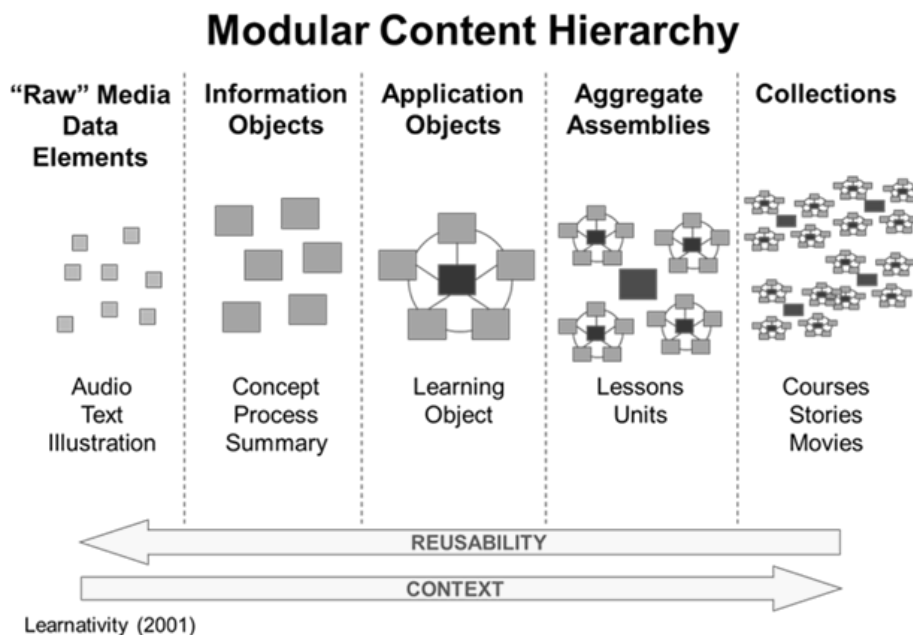 Modular Content Hierarchy
“Raw” Media
Data
Elements
Information
Objects
Application
Objects
Aggregate
Assemblies
Collections
Audio
Text
Illustration
Concept
Process
Summary
Learning
Object
Lessons
Units
Courses
Stories
Movies
REUSABILITY
CONTEXT
Learnativity (2001)